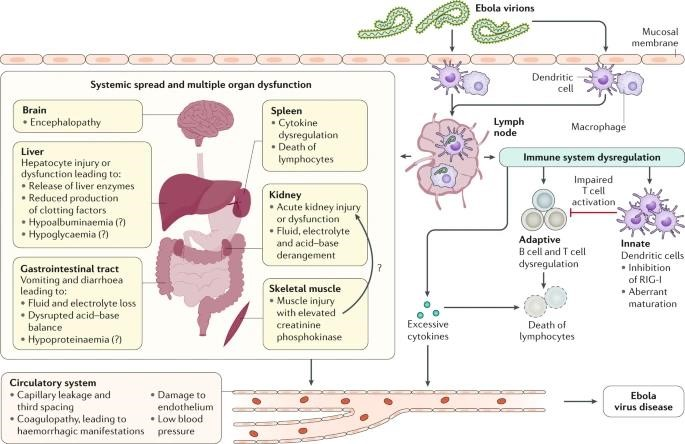 Ebola virions
Mucosal
membrane
Dendritic
cell
Macrophage
Lymph
node
Systemic spread and multiple organ dysfunction
Brain
• Encephalopathy
Liver
Hepatocyte injury or
dysfunction leading to:
• Release of liver enzymes
• Reduced production
of clotting factors
• Hypoalbuminaemia (?)
• Hypoglycaemia (?)
Gastrointestinal tract
Vomiting and diarrhoea
leading to:
• Fluid and electrolyte loss
• Dysrupted acid–base
balance
• Hypoproteinaemia (?)
Spleen
• Cytokine
dysregulation
• Death of
lymphocytes
Kidney
• Acute kidney injury
or dysfunction
• Fluid, electrolyte
and acid–base
derangement
?
Skeletal muscle
• Muscle injury
with elevated
creatinine
phosphokinase
Immune system dysregulation
Impaired
T cell
activation
Adaptive
B cell and T cell
dysregulation
Innate
Dendritic cells
• Inhibition
of RIG-I
• Aberrant
maturation
Excessive
cytokines
Death of
lymphocytes
Circulatory system
• Capillary leakage and
third spacing
• Coagulopathy, leading to
haemorrhagic manifestations
• Damage to
endothelium
• Low blood
pressure
Ebola
virus disease